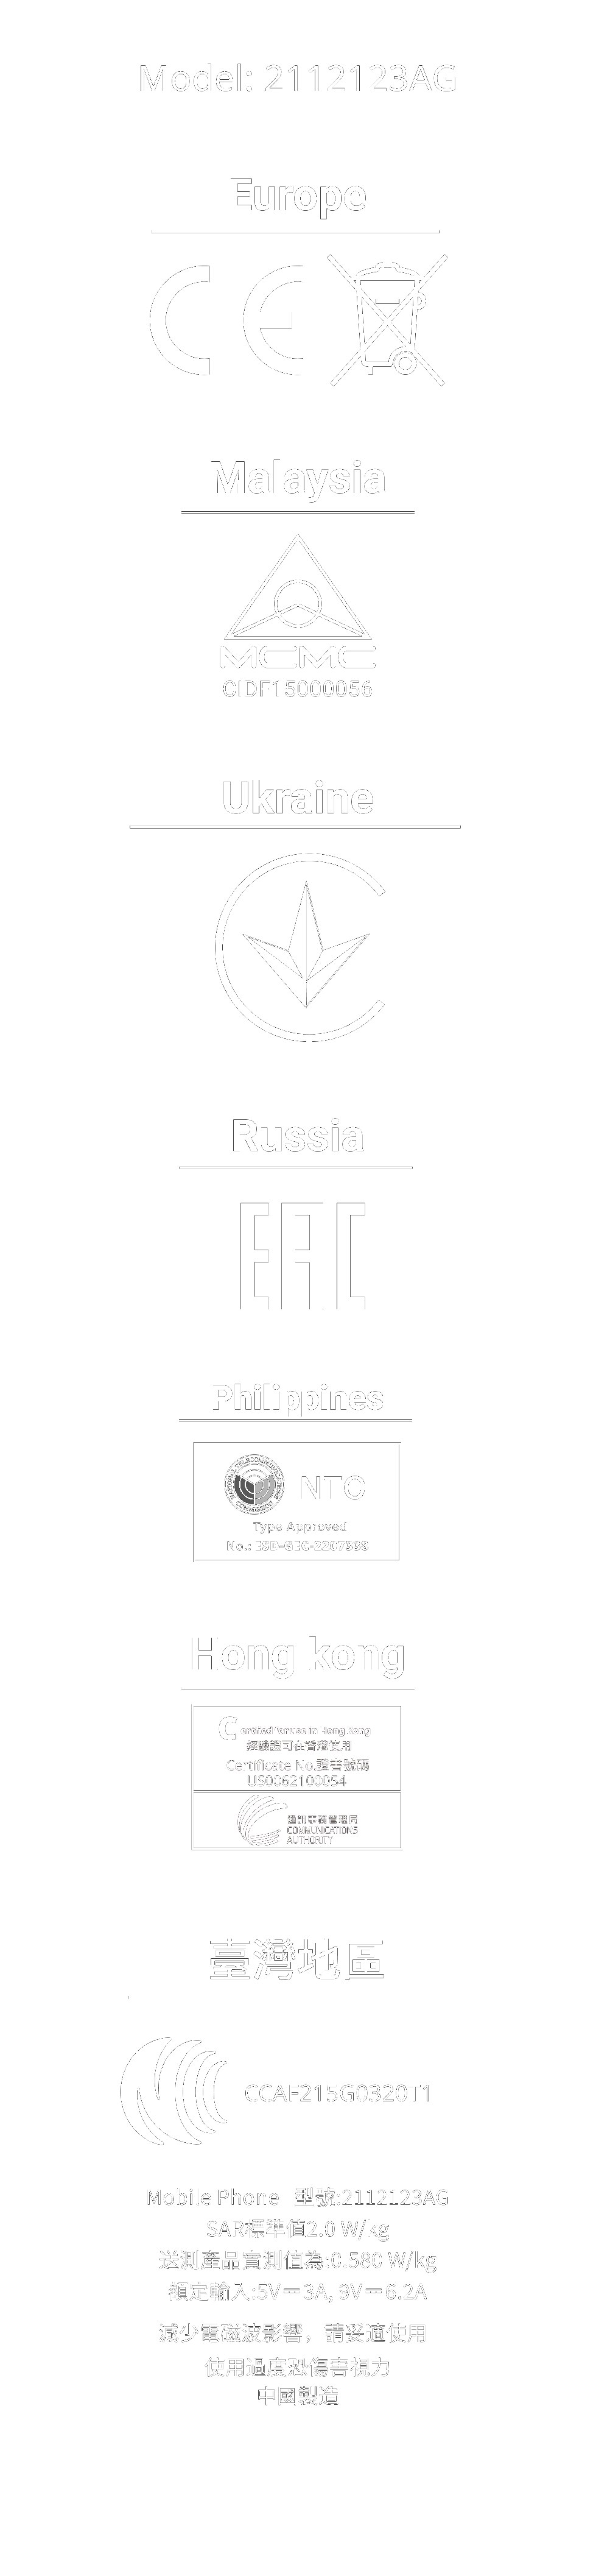 Model: 2112123AG
Europe
CE
Malaysia
MCMC
CIDF15000056
Ukraine
Russia
EAC
Philippines
NTC
Type Approved
No.:
Hong kong
Certified for use in Hong Kong
經認證可在香港使用
Certificate No.證書號碼
US0062100054
通訊事務管理局
COMMUNICATIONS
AUTHORITY
臺灣地區
CCAF215G0320T1
Mobile Phone 型號:2112123AG
SAR標準值2.0 W/kg
送測產品實測值為:0.580 W/kg
額定輸入:5V⎓3A, 9V⎓6.2A
減少電磁波影響，請妥適使用
使用過度恐傷害視力
中國製造